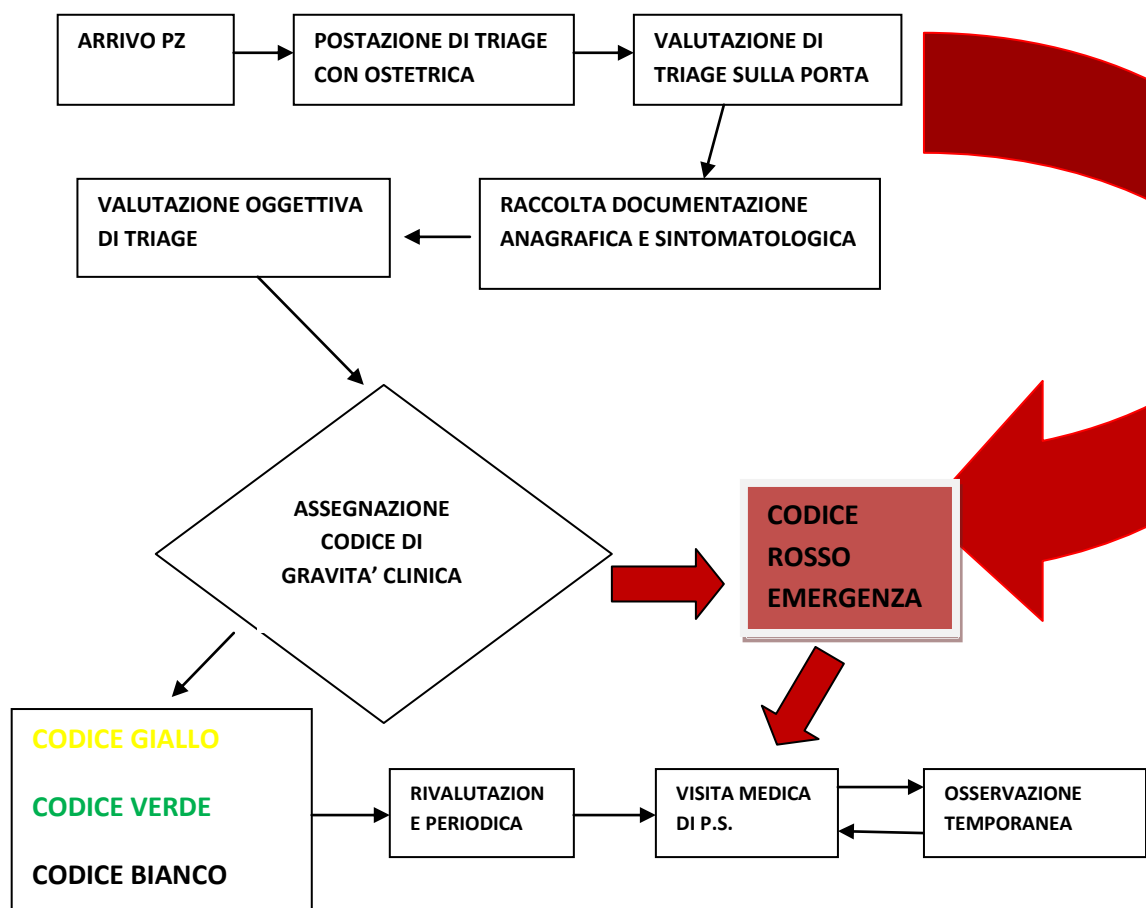 ARRIVO PZ
POSTAZIONE DI TRIAGE
CON OSTETRICA
VALUTAZIONE DI
TRIAGE SULLA PORTA
VALUTAZIONE OGGETTIVA
DI TRIAGE
RACCOLTA DOCUMENTAZIONE
ANAGRAFICA E SINTOMATOLOGICA
ASSEGNAZIONE
CODICE DI
GRAVITA’ CLINICA
CODICE
ROSSO
EMERGENZA
CODICE GIALLO
CODICE VERDE
CODICE BIANCO
RIVALUTAZION
E PERIODICA
VISITA MEDICA
DI P.S.
OSSERVAZIONE
TEMPORANEA